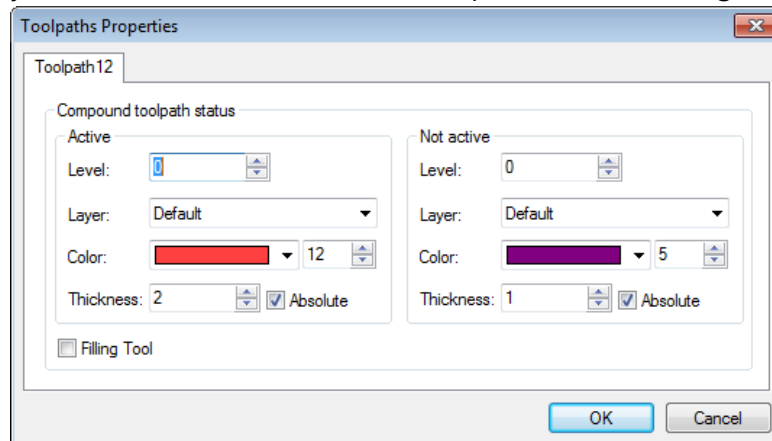 Toolpaths Properties
Toolpath12
Compound toolpath status
Active
Level: 0
Layer: Default
Color: 12
Thickness: 2 Absolute
Not active
Level: 0
Layer: Default
Color: 5
Thickness: 1 Absolute
Filling Tool
OK Cancel